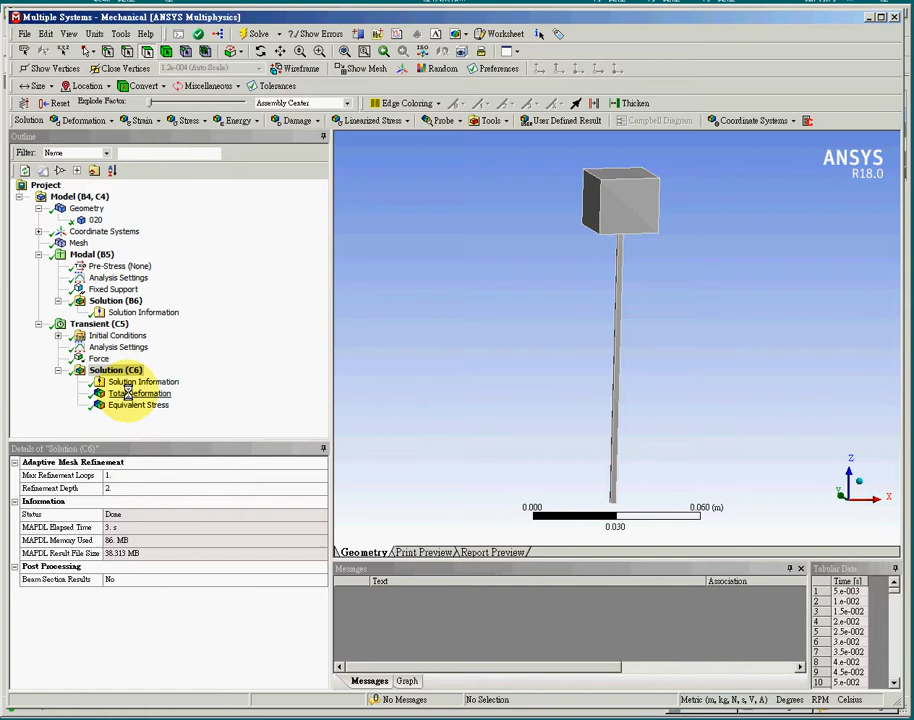 Multiple Systems - Mechanical [ANSYS Multiphysics]
File Edit View Units Tools Help Solve ?/Show Errors Worksheet
Show Vertices Close Vertices 1.2e-004 (Auto Scale) Wireframe Show Mesh Random Preferences
Size Location Convert Miscellaneous Tolerances
Reset Explode Factor: Assembly Center Edge Coloring Thicken
Solution Deformation Strain Stress Energy Damage Linearized Stress Probe Tools User Defined Result Campbell Diagram Coordinate Systems
Outline
Filter: Name
Project
Model (B4, C4)
Geometry
020
Coordinate Systems
Mesh
Modal (B5)
Pre-Stress (None)
Analysis Settings
Fixed Support
Solution (B6)
Solution Information
Transient (C5)
Initial Conditions
Analysis Settings
Force
Solution (C6)
Solution Information
Total Deformation
Equivalent Stress
Details of "Solution (C6)"
Adaptive Mesh Refinement
Max Refinement Loops 1.
Refinement Depth 2.
Information
Status Done
MAPDL Elapsed Time 3. s
MAPDL Memory Used 86. MB
MAPDL Result File Size 38.313 MB
Post Processing
Beam Section Results No
ANSYS
R18.0
Z
Y
X
0.000 0.060 (m)
0.030
Geometry Print Preview Report Preview
Messages
Text Association
Messages Graph
Tabular Data
Time [s]
1 5.e-003
2 1.e-002
3 1.5e-002
4 2.e-002
5 2.5e-002
6 3.e-002
7 3.5e-002
8 4.e-002
9 4.5e-002
10 5.e-002
No Messages No Selection Metric (m, kg, N, s, V, A) Degrees RPM Celsius